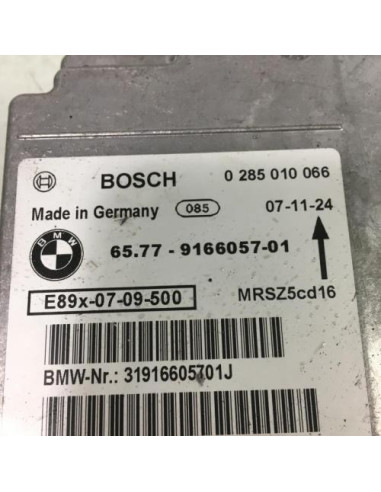 BOSCH 0 285 010 066
Made in Germany 085 07-11-24
BMW 65.77 - 9166057-01
E89x-07-09-500 MRSZ5cd16
BMW-Nr.: 31916605701J